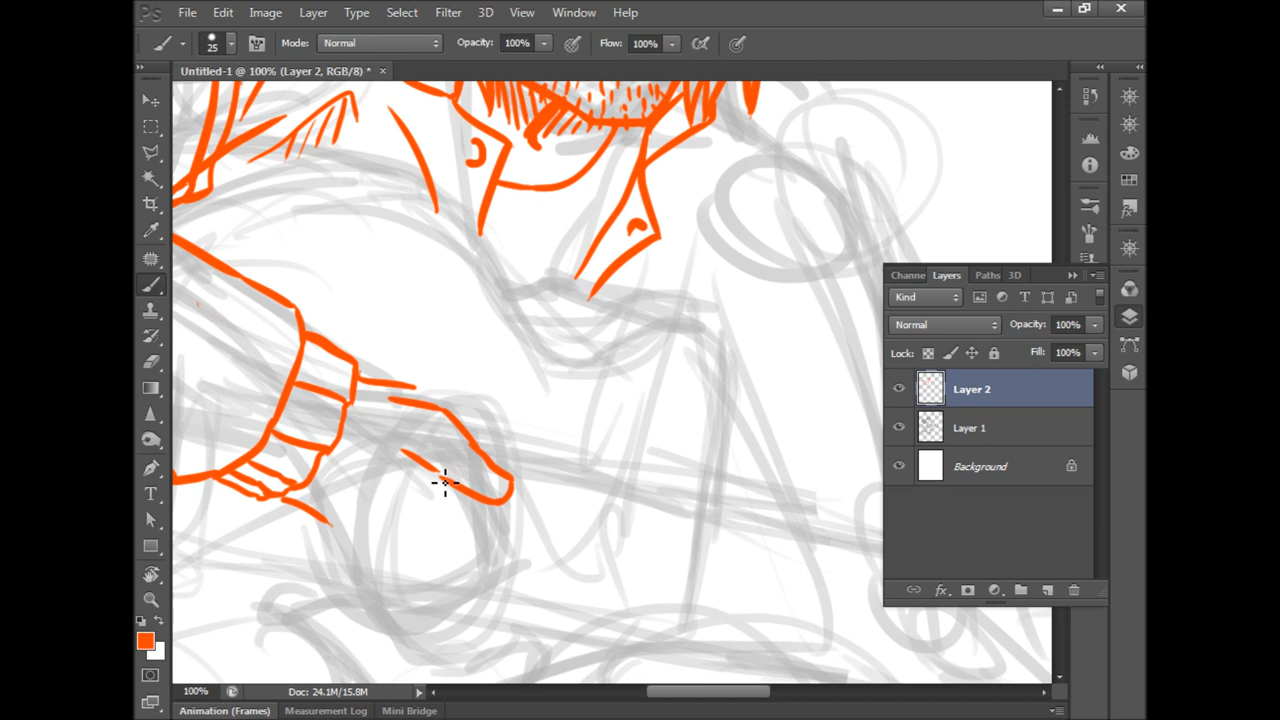 Ps File Edit Image Layer Type Select Filter 3D View Window Help
25 Mode: Normal Opacity: 100% Flow: 100%
Untitled-1 @ 100% (Layer 2, RGB/8) * ×
Channe Layers Paths 3D
Kind
Normal Opacity: 100%
Lock: Fill: 100%
Layer 2
Layer 1
Background
100% Doc: 24.1M/15.8M
Animation (Frames) Measurement Log Mini Bridge